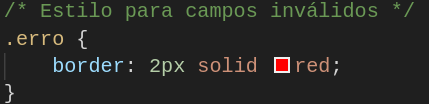 /* Estilo para campos inválidos */
.erro {
    border: 2px solid red;
}